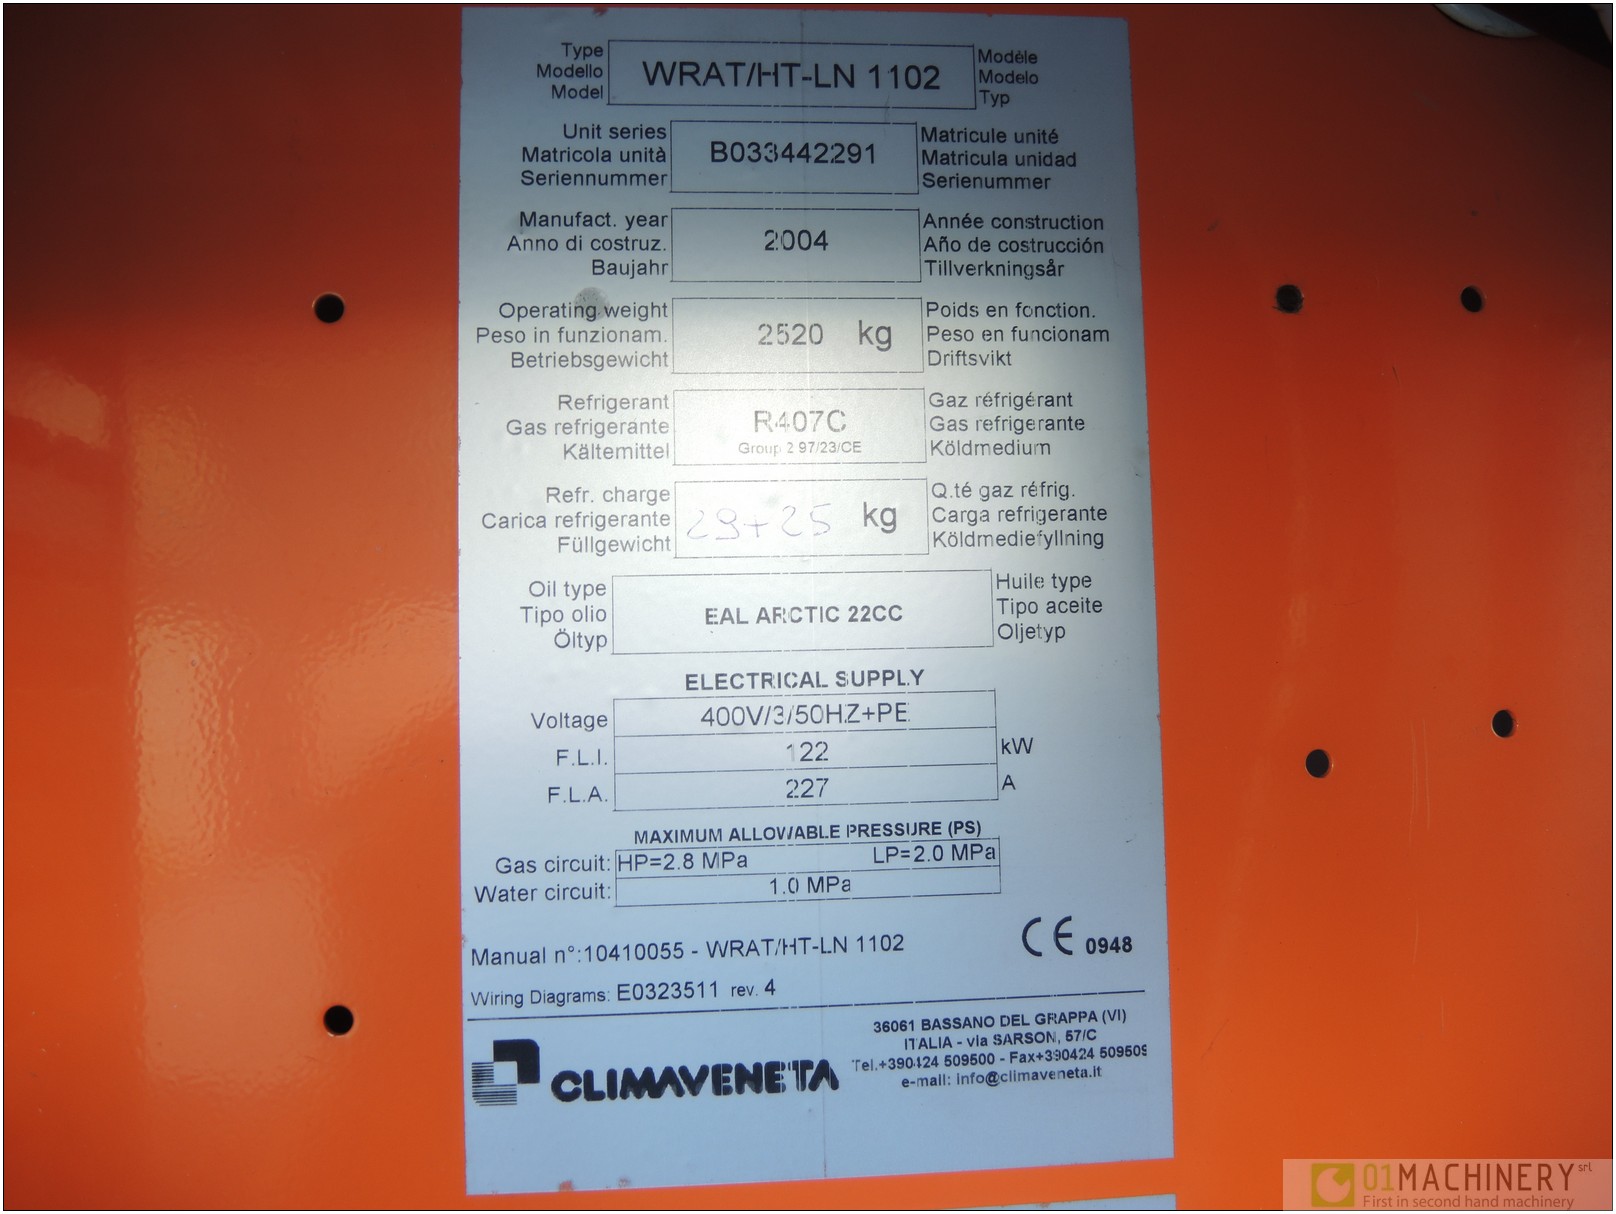 Type
Modello
Model
WRAT/HT-LN 1102
Modèle
Modelo
Typ
Unit series
Matricola unità
Seriennummer
B033442291
Matricule unité
Matricula unidad
Serienummer
Manufact. year
Anno di costruz.
Baujahr
2004
Année construction
Año de costrucción
Tillverkningsår
Operating weight
Peso in funzionam.
Betriebsgewicht
2520 kg
Poids en fonction.
Peso en funcionam
Driftsvikt
Refrigerant
Gas refrigerante
Kältemittel
R407C
Group 2 97/23/CE
Gaz réfrigérant
Gas refrigerante
Köldmedium
Refr. charge
Carica refrigerante
Füllgewicht
29+25 kg
Q.té gaz réfrig.
Carga refrigerante
Köldmediefyllning
Oil type
Tipo olio
Öltyp
EAL ARCTIC 22CC
Huile type
Tipo aceite
Oljetyp
ELECTRICAL SUPPLY
Voltage 400V/3/50HZ+PE
F.L.I. 122 kW
F.L.A. 227 A
MAXIMUM ALLOWABLE PRESSURE (PS)
Gas circuit: HP=2.8 MPa LP=2.0 MPa
Water circuit: 1.0 MPa
Manual n°:10410055 - WRAT/HT-LN 1102
CE 0948
Wiring Diagrams: E0323511 rev. 4
CLIMAVENETA
36061 BASSANO DEL GRAPPA (VI)
ITALIA - via SARSON, 57/C
Tel.+390424 509500 - Fax+390424 509509
e-mail: info@climaveneta.it
01MACHINERY srl
First in second hand machinery